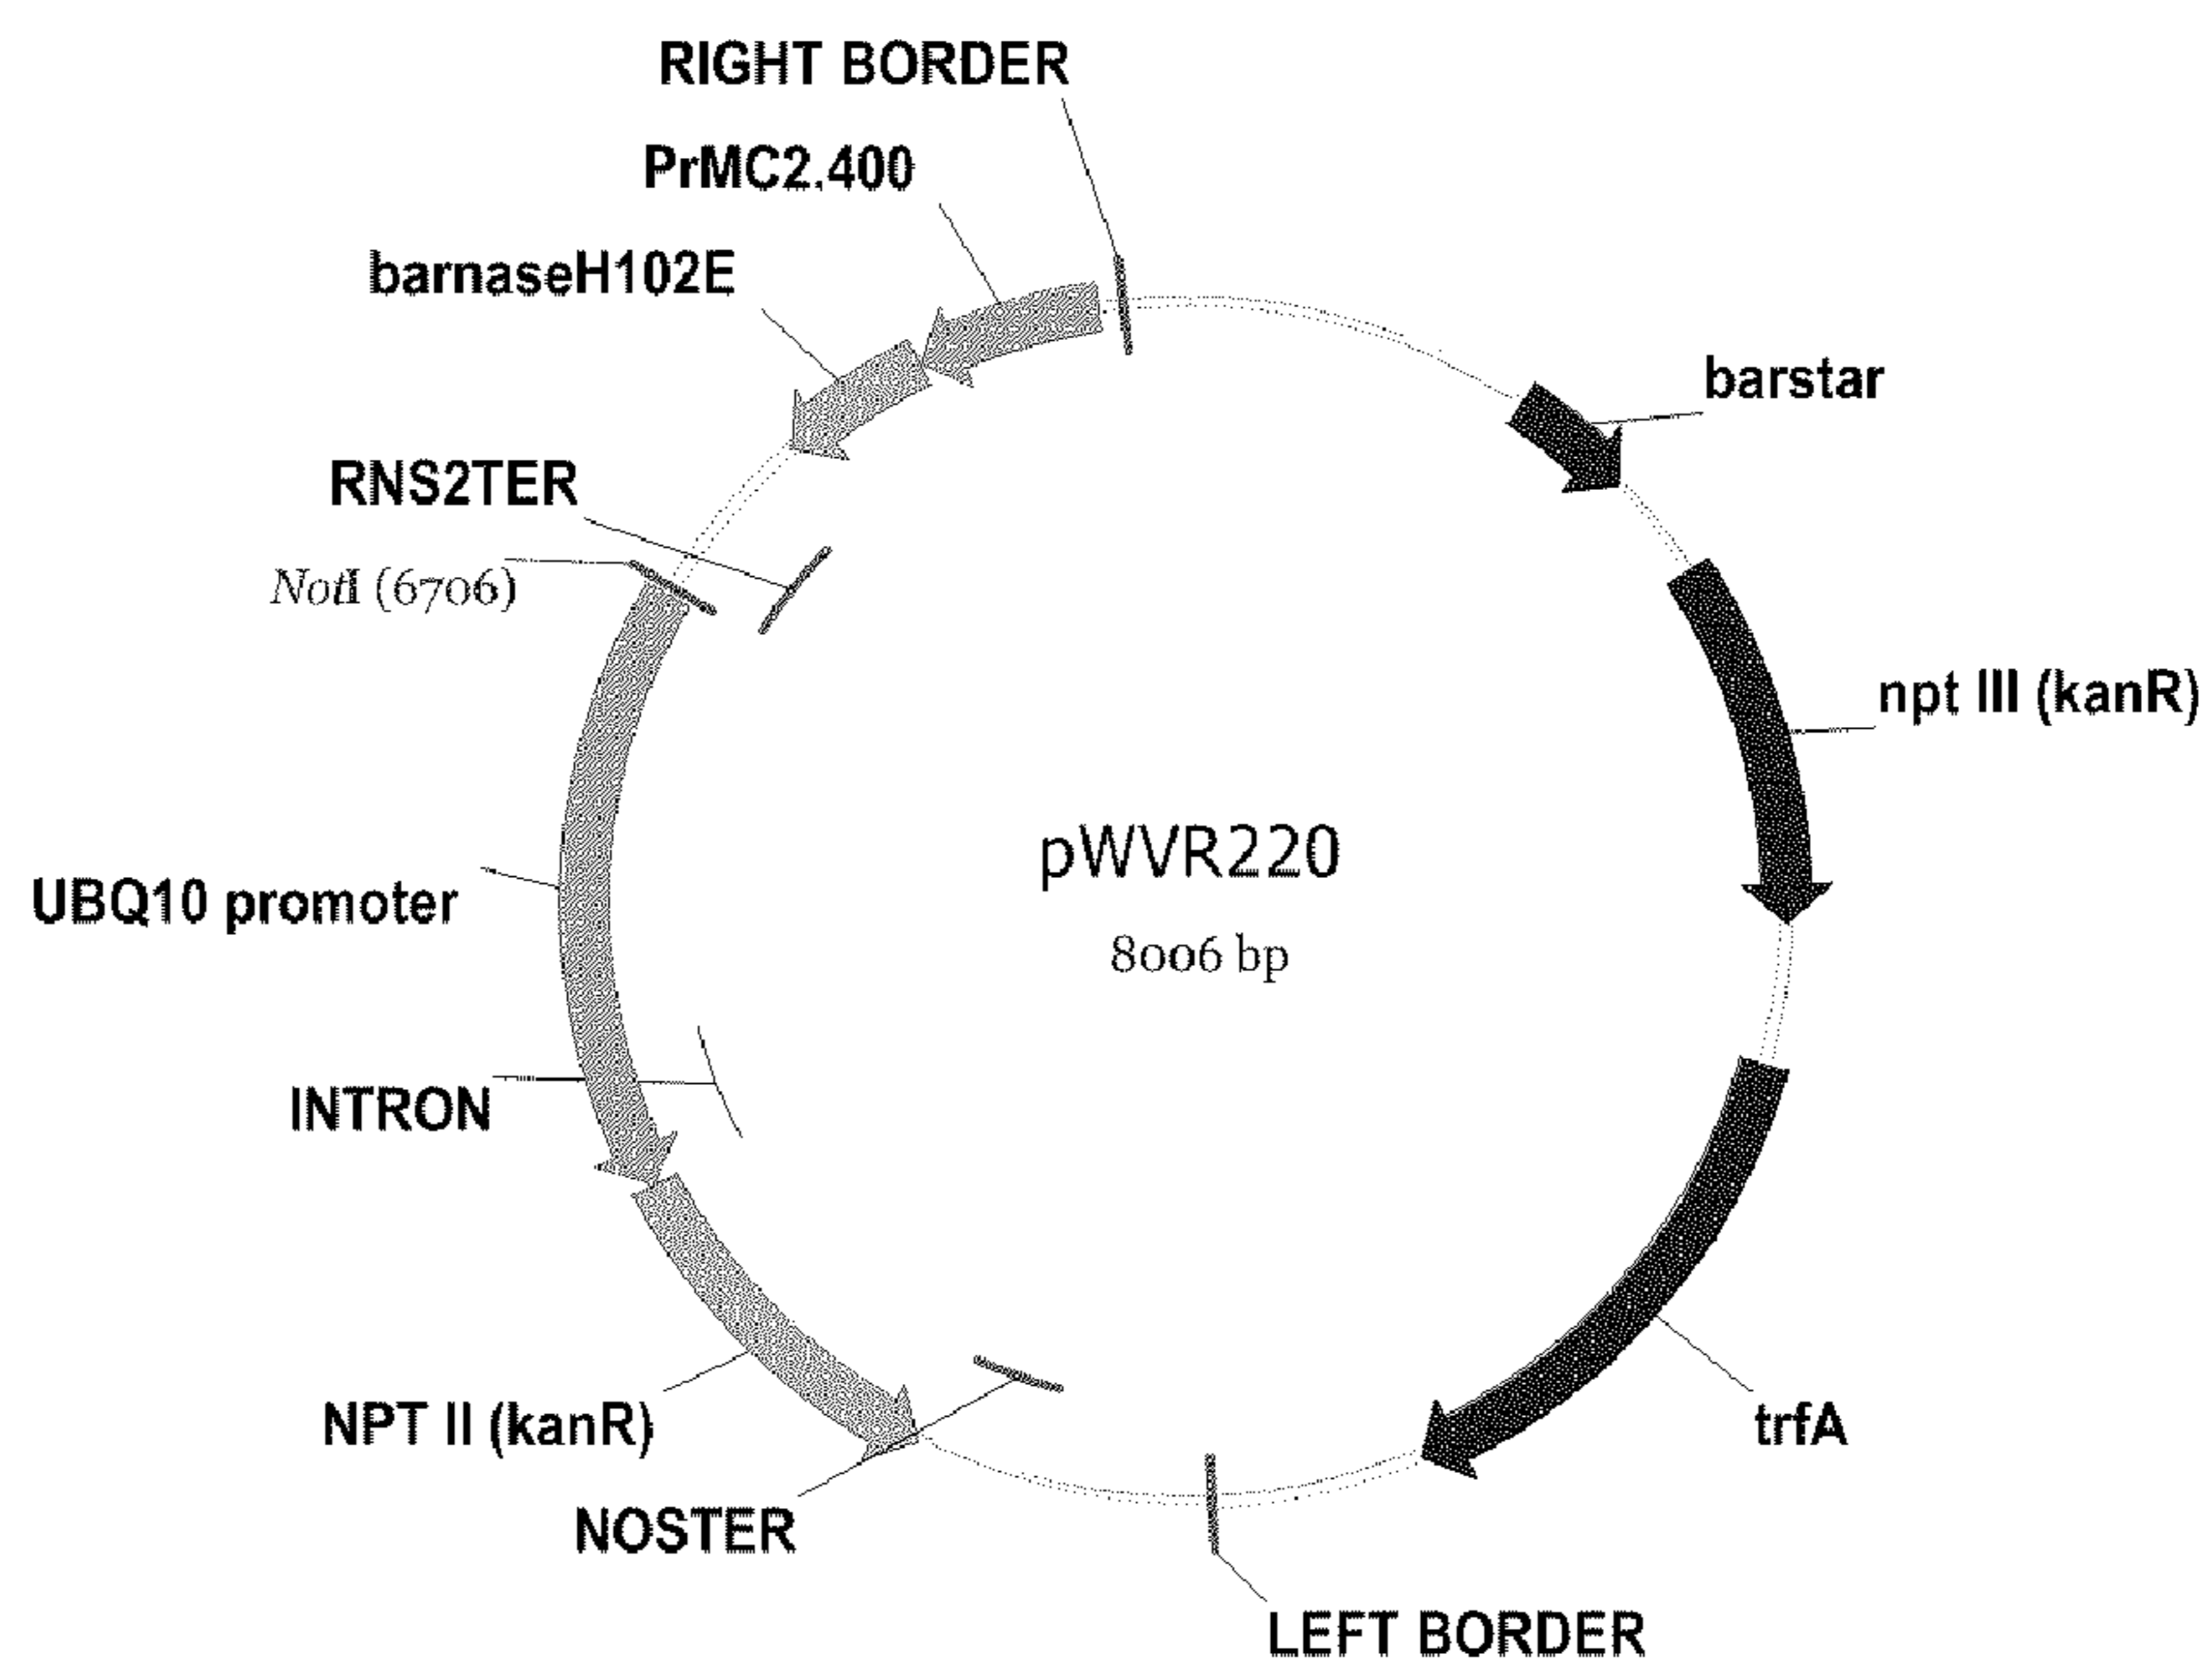 RIGHT BORDER
PrMC2.400
barnaseH102E
barstar
RNS2TER
NotI (6706)
npt III (kanR)
pWVR220
UBQ10 promoter
8006 bp
INTRON
NPT II (kanR)
trfA
NOSTER
LEFT BORDER